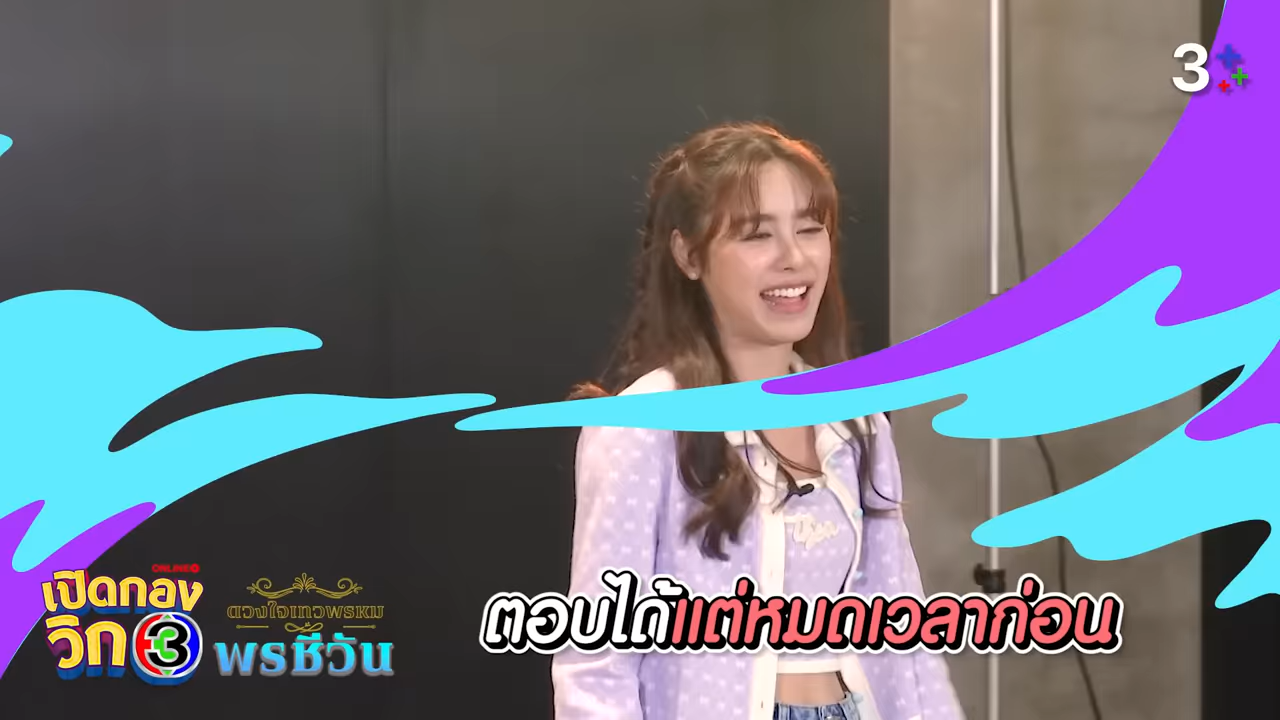 3
ONLINE
เปิดกอง
วิก 3
ดวงใจเทวพรหม
พรชีวัน
ตอบได้แต่หมดเวลาก่อน